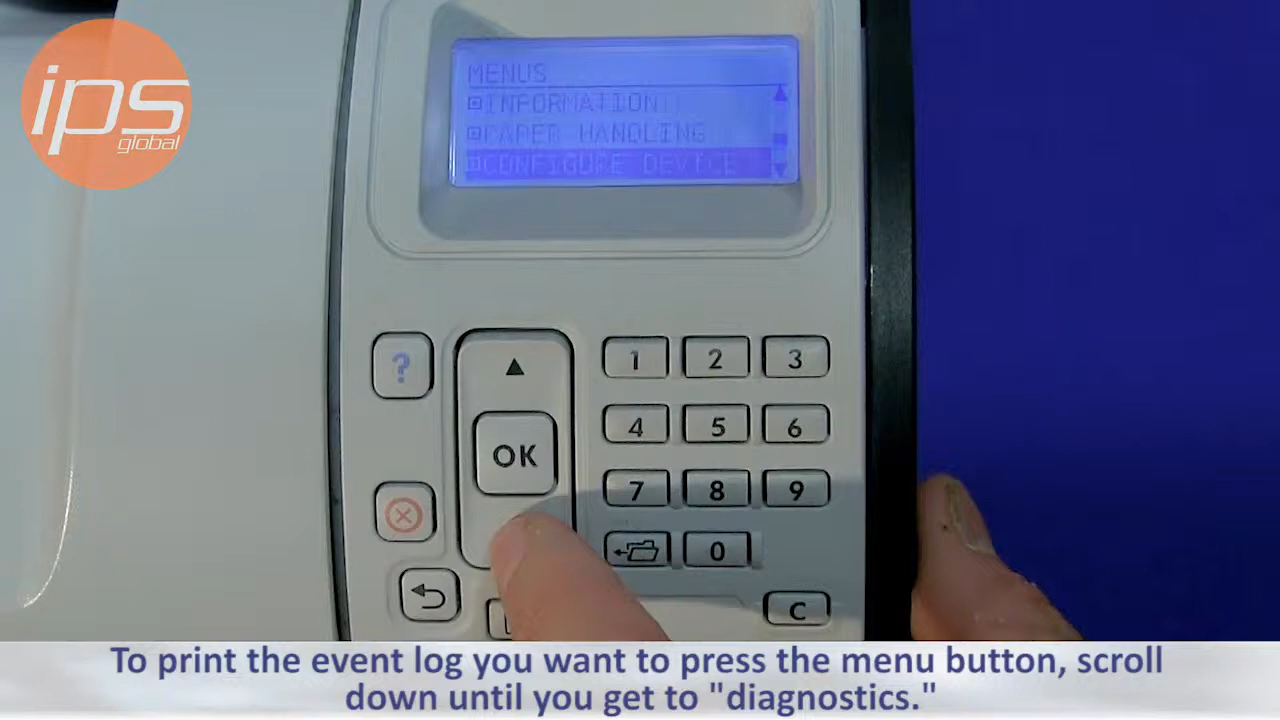 ips
global
MENUS
INFORMATION
PAPER HANDLING
CONFIGURE DEVICE
?
OK
1 2 3
4 5 6
7 8 9
0
C
To print the event log you want to press the menu button, scroll
down until you get to "diagnostics."